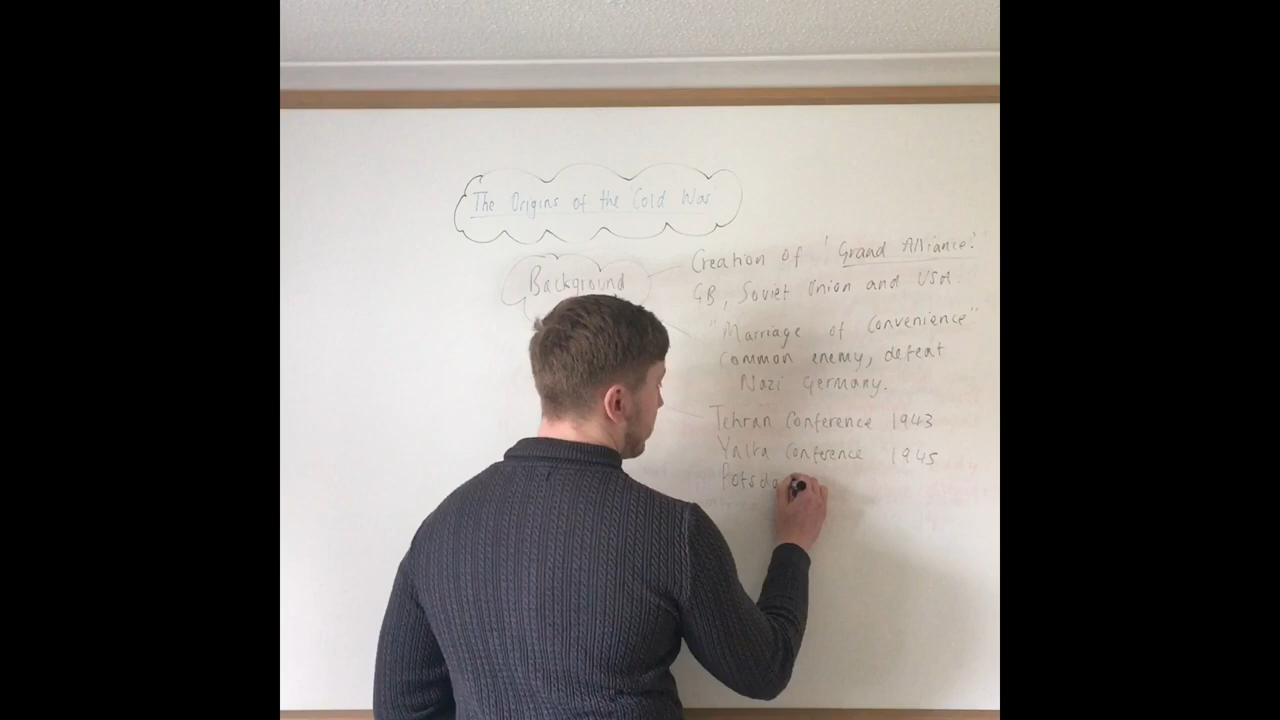 The Origins of the 'Cold War'
Background
Creation of 'Grand Alliance.'
GB, Soviet Union and USA.
"Marriage of Convenience"
Common enemy, defeat
Nazi Germany.
Tehran Conference 1943
Yalta Conference 1945
Potsda